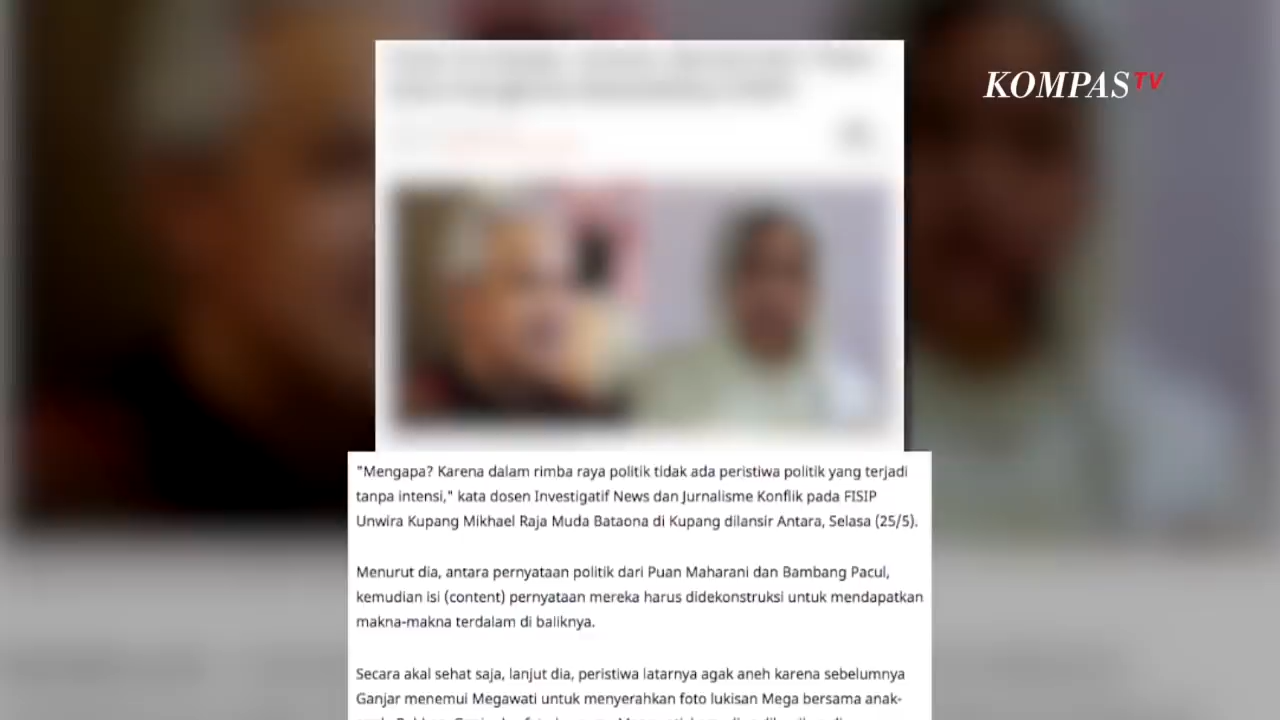 KOMPAS TV
"Mengapa? Karena dalam rimba raya politik tidak ada peristiwa politik yang terjadi
tanpa intensi," kata dosen Investigatif News dan Jurnalisme Konflik pada FISIP
Unwira Kupang Mikhael Raja Muda Bataona di Kupang dilansir Antara, Selasa (25/5).
Menurut dia, antara pernyataan politik dari Puan Maharani dan Bambang Pacul,
kemudian isi (content) pernyataan mereka harus didekonstruksi untuk mendapatkan
makna-makna terdalam di baliknya.
Secara akal sehat saja, lanjut dia, peristiwa latarnya agak aneh karena sebelumnya
Ganjar menemui Megawati untuk menyerahkan foto lukisan Mega bersama anak-